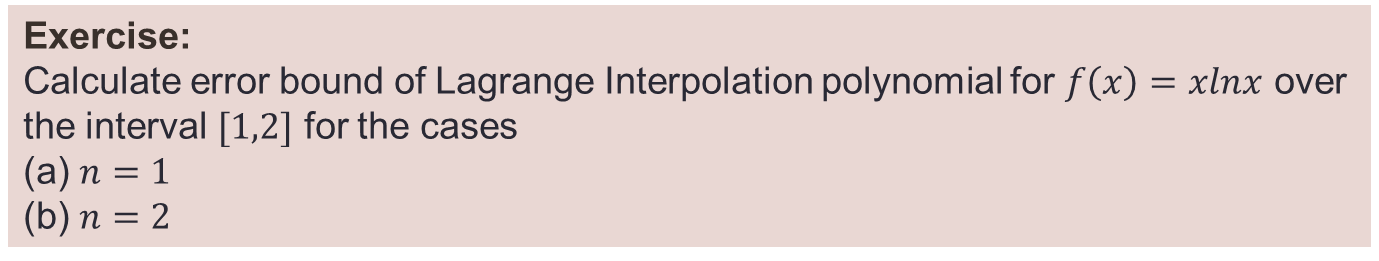 Exercise:
Calculate error bound of Lagrange Interpolation polynomial for f(x) = xlnx over
the interval [1,2] for the cases
(a) n = 1
(b) n = 2